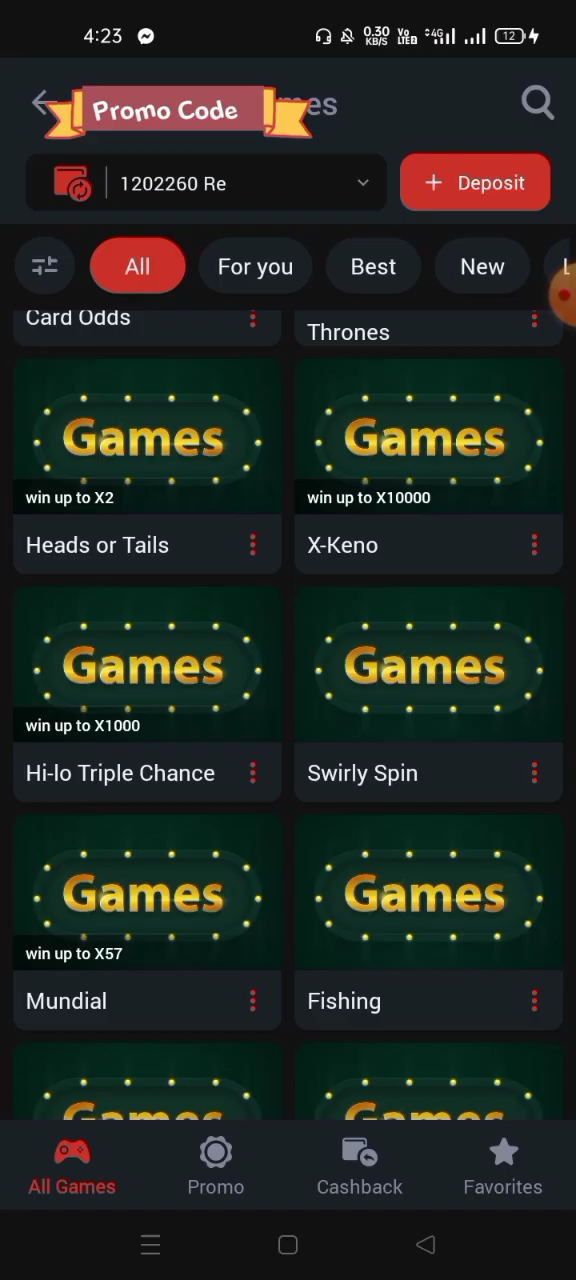 4:23
0.30 KB/S
Vo LTE
4G
12
Promo Code
mes
1202260 Re
+ Deposit
All
For you
Best
New
Card Odds
Thrones
Games
Games
win up to X2
win up to X10000
Heads or Tails
X-Keno
Games
Games
win up to X1000
Hi-lo Triple Chance
Swirly Spin
Games
Games
win up to X57
Mundial
Fishing
Games
Games
All Games
Promo
Cashback
Favorites